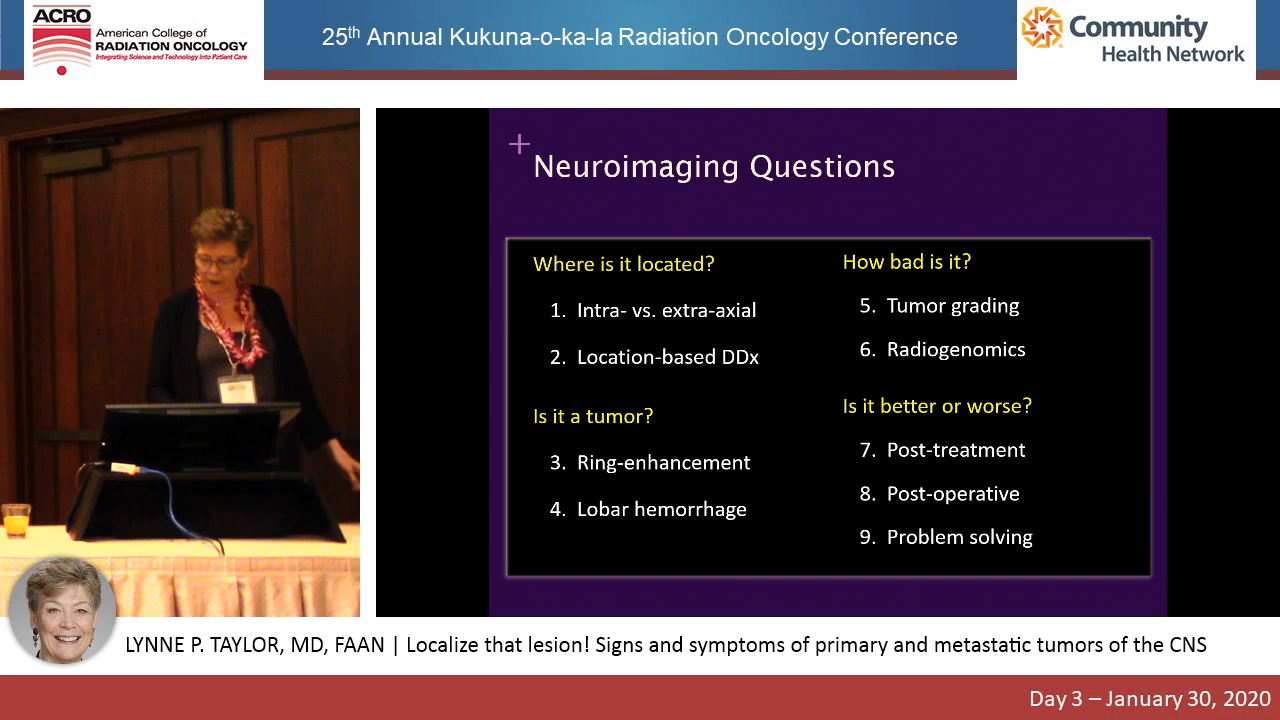 ACRO
American College of
RADIATION ONCOLOGY
Integrating Science and Technology Into Patient Care
25th Annual Kukuna-o-ka-la Radiation Oncology Conference
Community
Health Network
+
Neuroimaging Questions
Where is it located?
1. Intra- vs. extra-axial
2. Location-based DDx
Is it a tumor?
3. Ring-enhancement
4. Lobar hemorrhage
How bad is it?
5. Tumor grading
6. Radiogenomics
Is it better or worse?
7. Post-treatment
8. Post-operative
9. Problem solving
LYNNE P. TAYLOR, MD, FAAN | Localize that lesion! Signs and symptoms of primary and metastatic tumors of the CNS
Day 3 – January 30, 2020